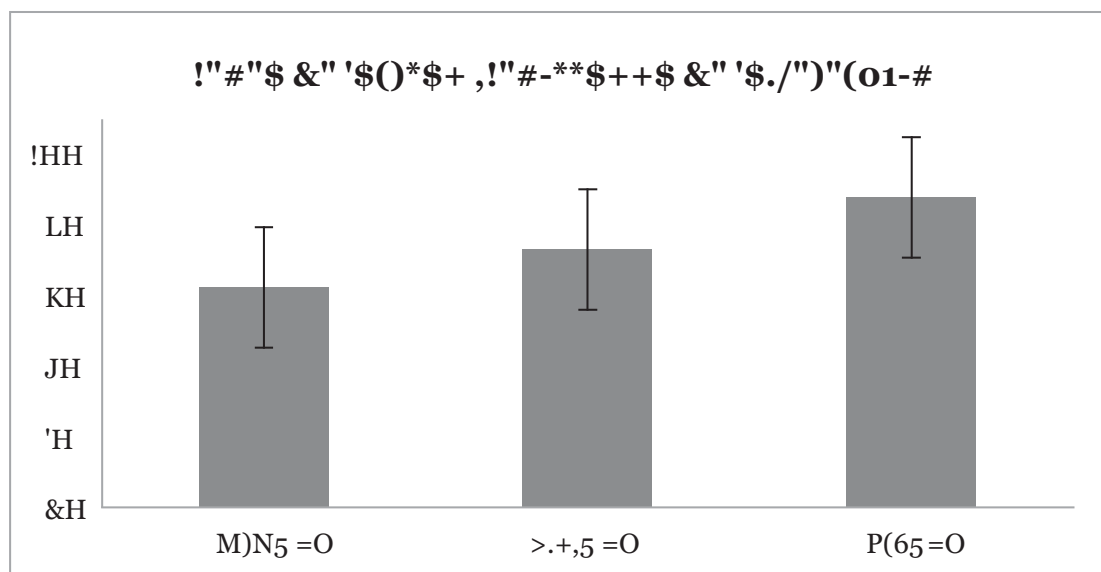 !"#"$ &" '$()*$+ ,!"#-**$++$ &" '$./")"(01-#
!HH
LH
KH
JH
'H
&H
M)N5 =O >.+,5 =O P(65=O